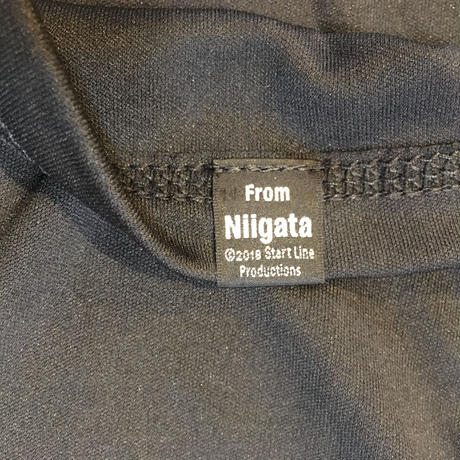 From
Niigata
©2018 Start Line
Productions